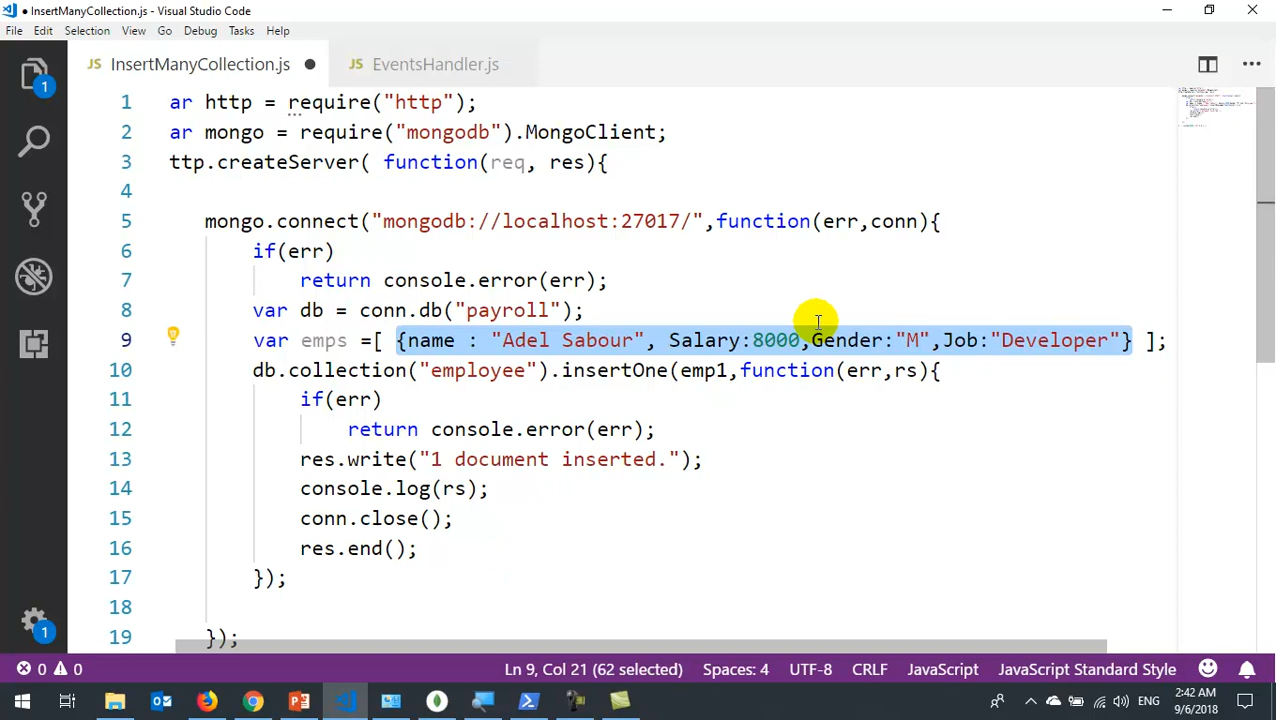 ● InsertManyCollection.js - Visual Studio Code
File Edit Selection View Go Debug Tasks Help
JS InsertManyCollection.js ● JS EventsHandler.js
1 ar http = require("http");
2 ar mongo = require("mongodb").MongoClient;
3 ttp.createServer( function(req, res){
4
5 mongo.connect("mongodb://localhost:27017/",function(err,conn){
6 if(err)
7 return console.error(err);
8 var db = conn.db("payroll");
9 var emps =[ {name : "Adel Sabour", Salary:8000,Gender:"M",Job:"Developer"} ];
10 db.collection("employee").insertOne(emp1,function(err,rs){
11 if(err)
12 return console.error(err);
13 res.write("1 document inserted.");
14 console.log(rs);
15 conn.close();
16 res.end();
17 });
18
19 });
1
1
0 0 Ln 9, Col 21 (62 selected) Spaces: 4 UTF-8 CRLF JavaScript JavaScript Standard Style
ENG 2:42 AM
9/6/2018